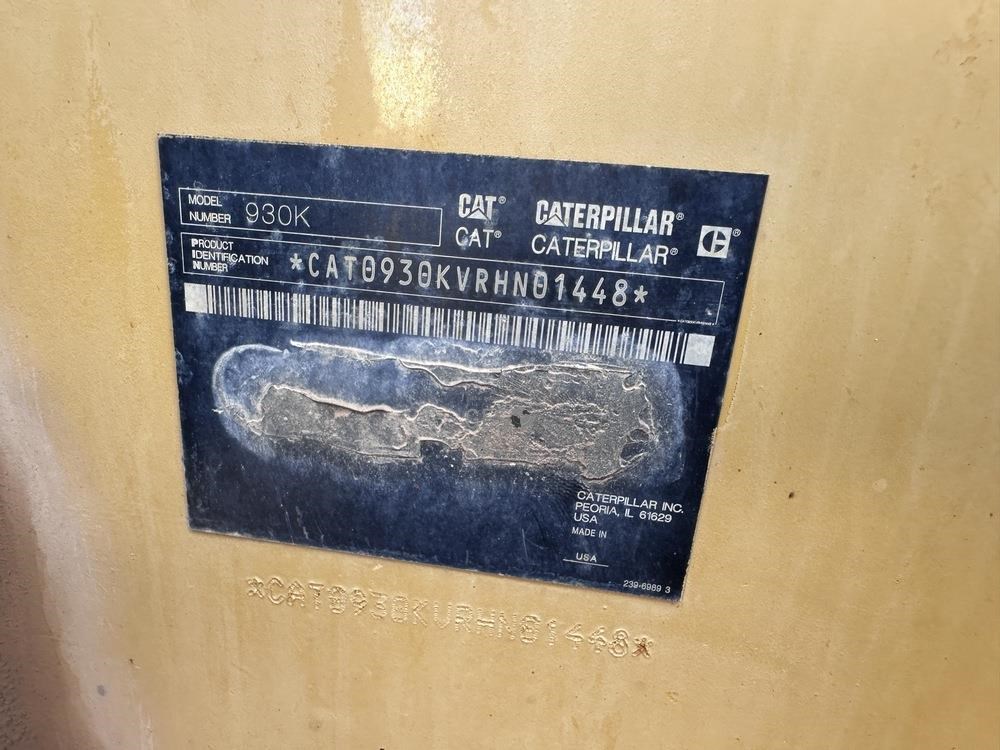 MODEL
NUMBER 930K
CAT® CATERPILLAR®
CAT® CATERPILLAR®
C®
PRODUCT
IDENTIFICATION
NUMBER
*CAT0930KVRHN01448*
CATERPILLAR INC.
PEORIA, IL 61629
USA
MADE IN
USA
239-6969 3
*CAT0930KVRHN01448*